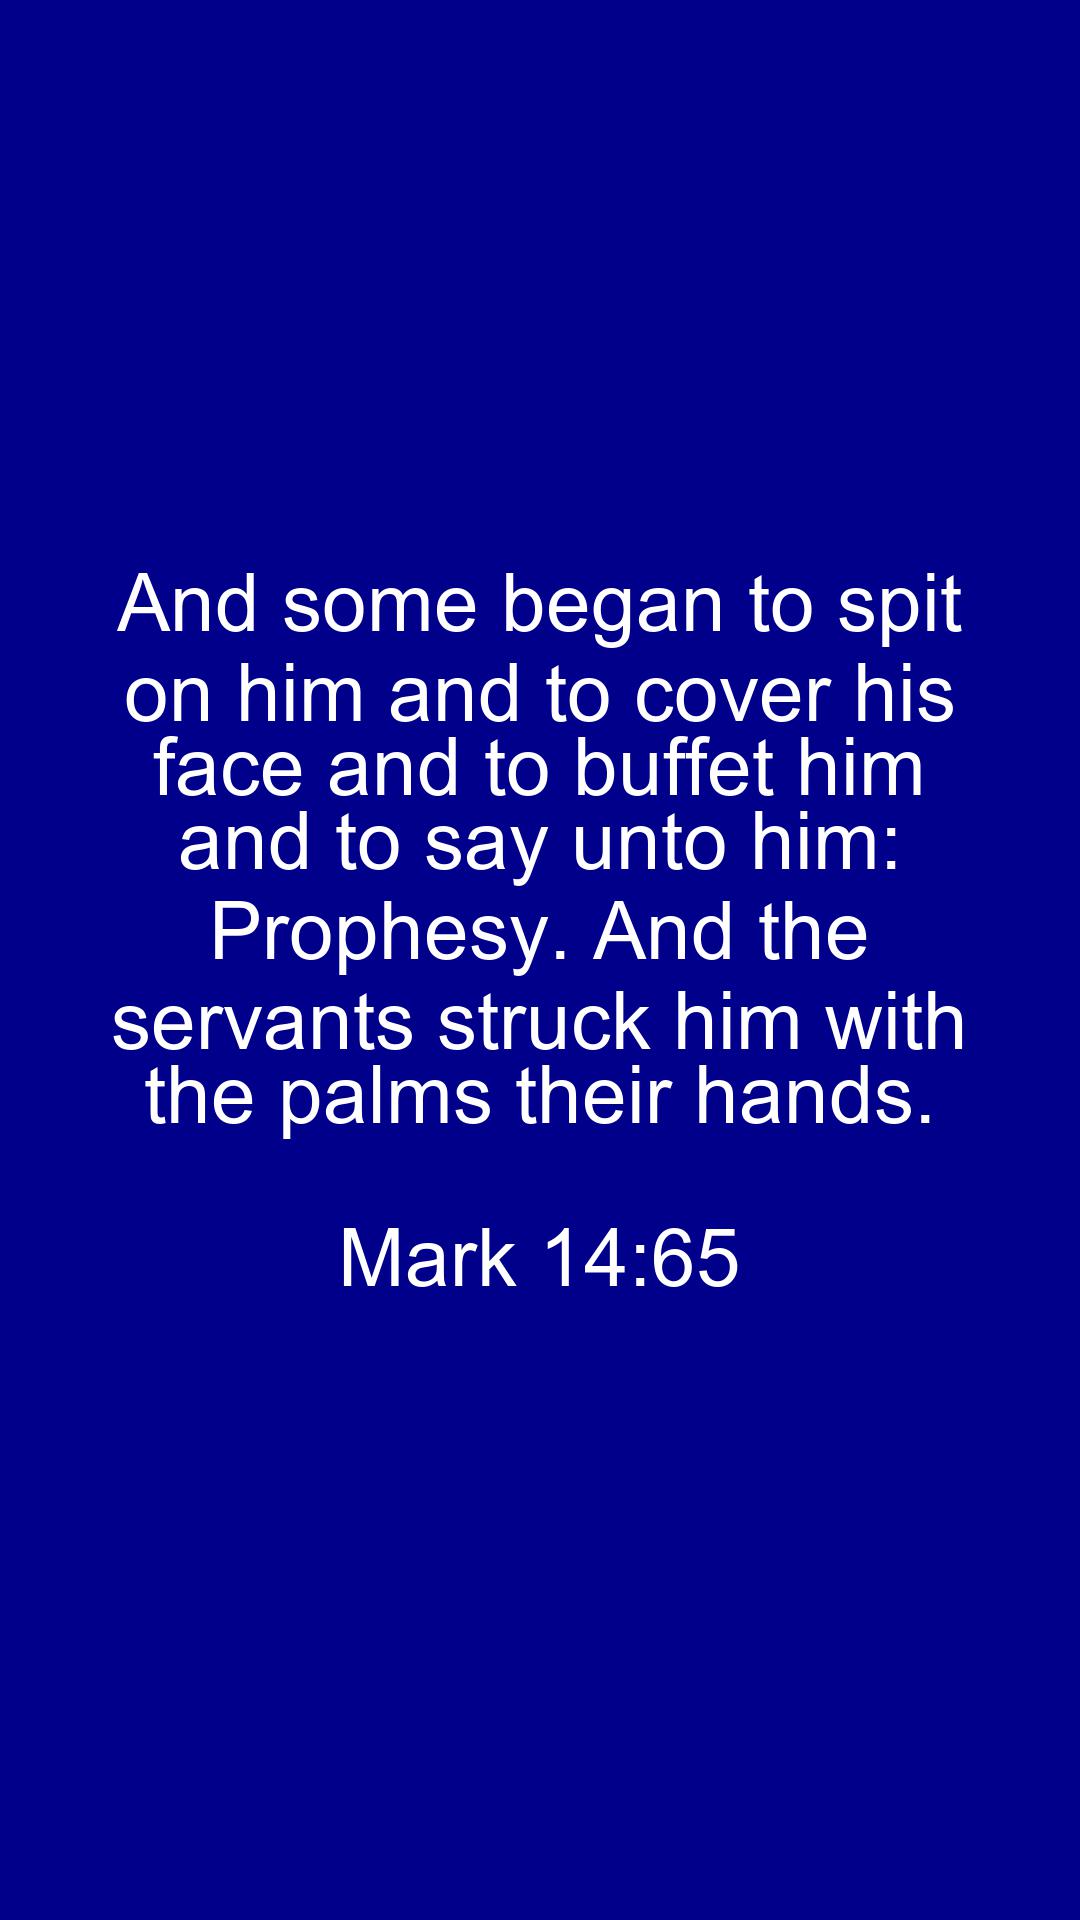 And some began to spit
on him and to cover his
face and to buffet him
and to say unto him:
Prophesy. And the
servants struck him with
the palms their hands.
Mark 14:65